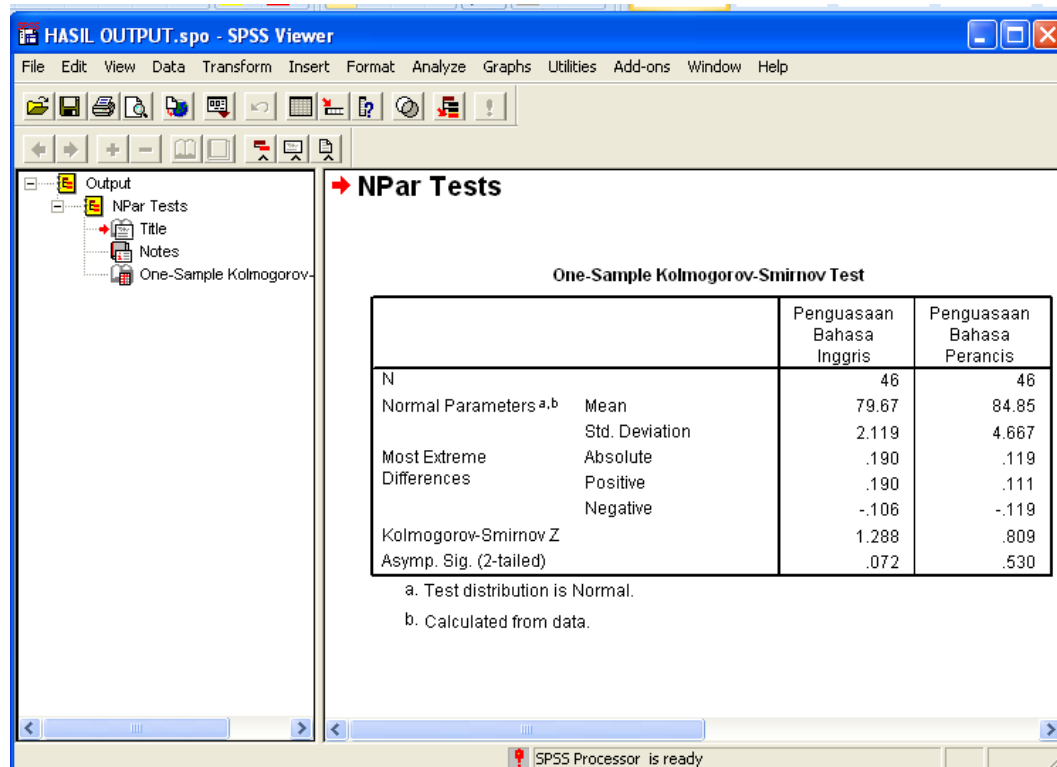 HASIL OUTPUT.spo - SPSS Viewer
File Edit View Data Transform Insert Format Analyze Graphs Utilities Add-ons Window Help
Output
NPar Tests
Title
Notes
One-Sample Kolmogorov-
NPar Tests
One-Sample Kolmogorov-Smirnov Test
Penguasaan Bahasa Inggris
Penguasaan Bahasa Perancis
N 46 46
Normal Parameters a,b Mean 79.67 84.85
Std. Deviation 2.119 4.667
Most Extreme Differences Absolute .190 .119
Positive .190 .111
Negative -.106 -.119
Kolmogorov-Smirnov Z 1.288 .809
Asymp. Sig. (2-tailed) .072 .530
a. Test distribution is Normal.
b. Calculated from data.
SPSS Processor is ready